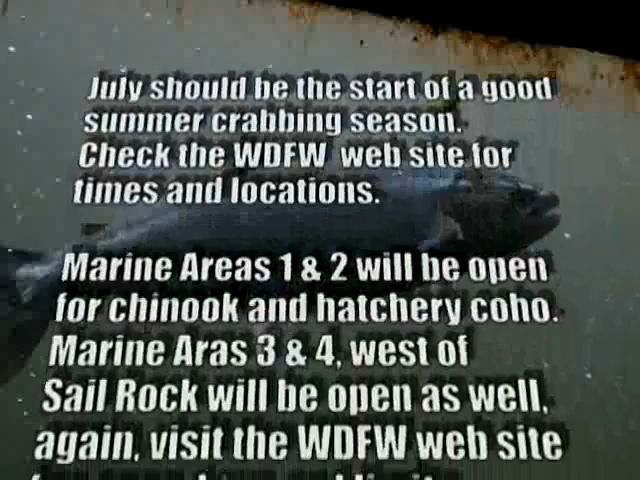 July should be the start of a good
summer crabbing season.
Check the WDFW web site for
times and locations.
Marine Areas 1 & 2 will be open
for chinook and hatchery coho.
Marine Aras 3 & 4, west of
Sail Rock will be open as well,
again, visit the WDFW web site